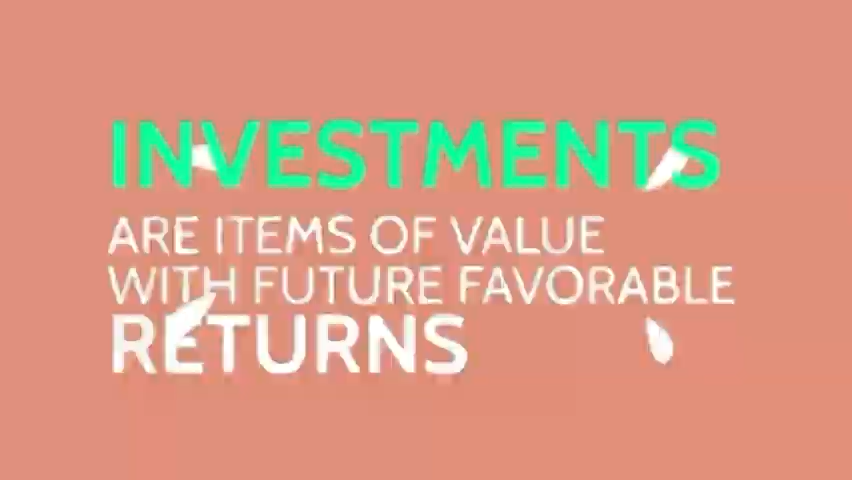 INVESTMENTS
ARE ITEMS OF VALUE
WITH FUTURE FAVORABLE
RETURNS